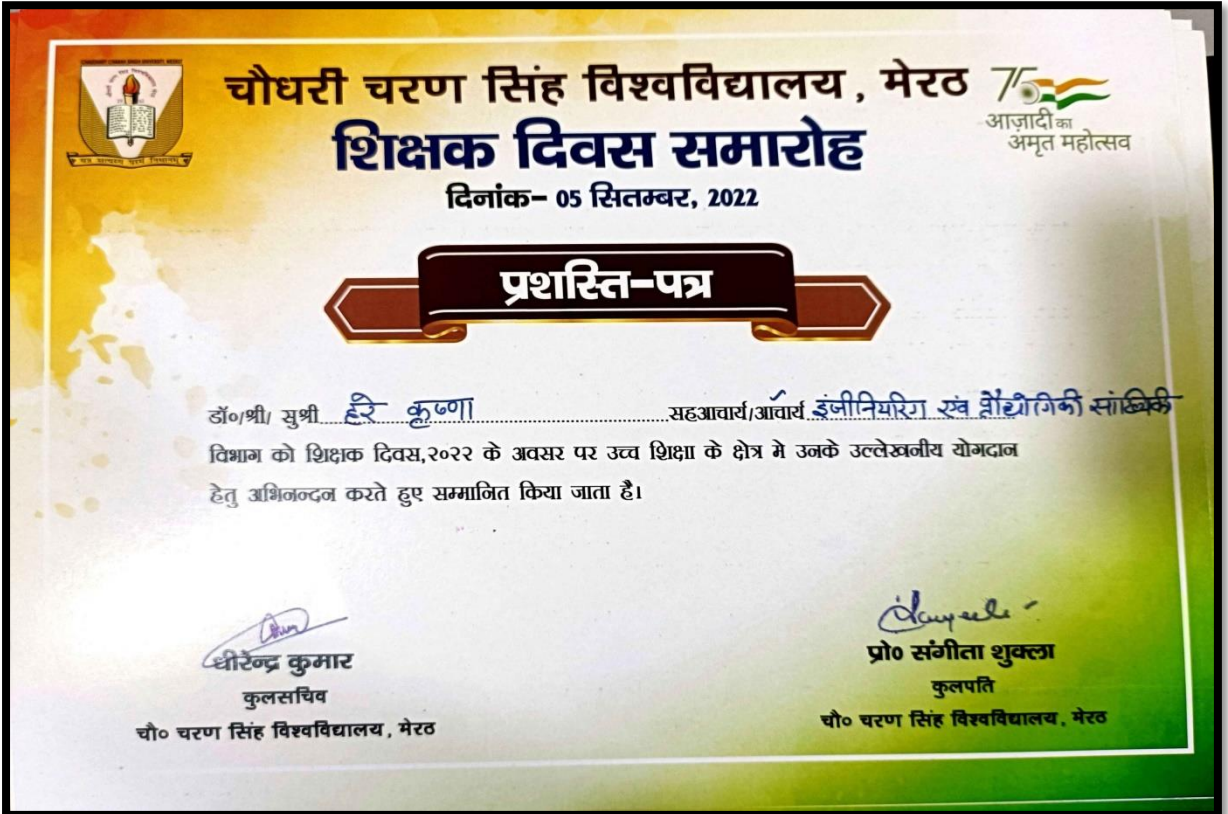 चौधरी चरण सिंह विश्वविद्यालय, मेरठ
75
आज़ादी का
अमृत महोत्सव
शिक्षक दिवस समारोह
दिनांक- 05 सितम्बर, 2022
प्रशस्ति-पत्र
डॉ०/श्री/ सुश्री हरे कृष्णा सहआचार्य/आचार्य इंजीनियरिंग एवं प्रौद्योगिकी सांख्यिकी
विभाग को शिक्षक दिवस,२०२२ के अवसर पर उच्च शिक्षा के क्षेत्र मे उनके उल्लेखनीय योगदान
हेतु अभिनन्दन करते हुए सम्मानित किया जाता है।
धीरेन्द्र कुमार
कुलसचिव
चौ० चरण सिंह विश्वविद्यालय, मेरठ
प्रो० संगीता शुक्ला
कुलपति
चौ० चरण सिंह विश्वविद्यालय, मेरठ